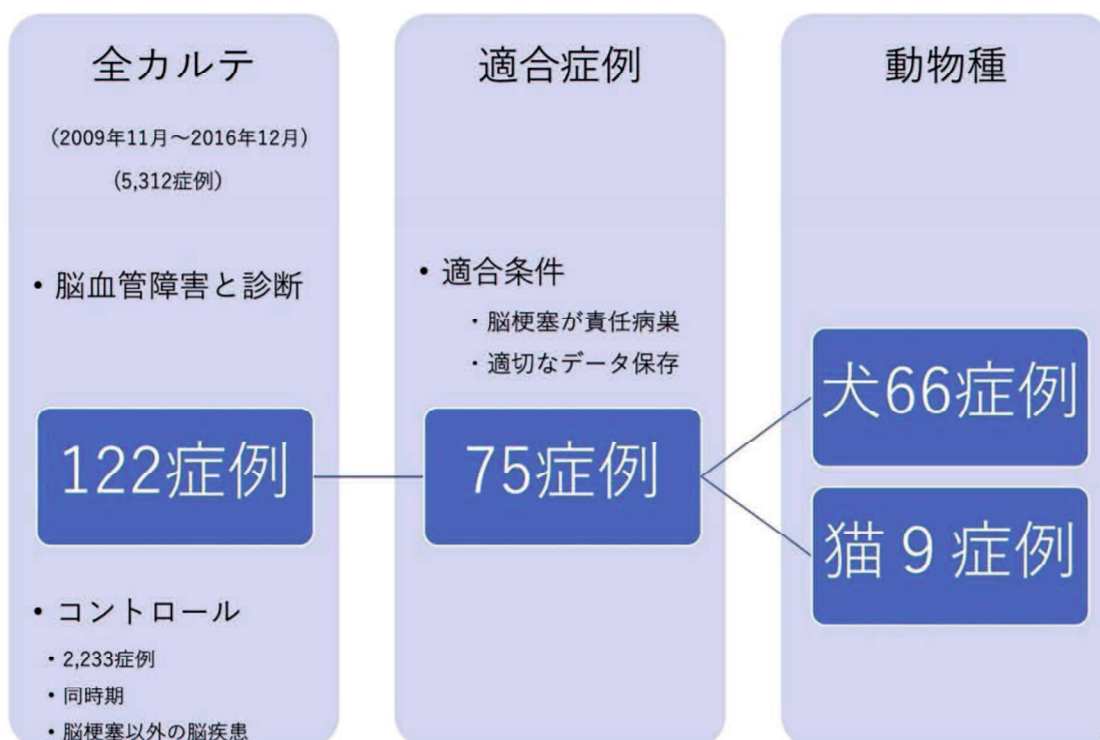 全カルテ
(2009年11月～2016年12月)
(5,312症例)
・脳血管障害と診断
122症例
・コントロール
・2,233症例
・同時期
・脳梗塞以外の脳疾患
適合症例
・適合条件
・脳梗塞が責任病巣
・適切なデータ保存
75症例
動物種
犬66症例
猫９症例